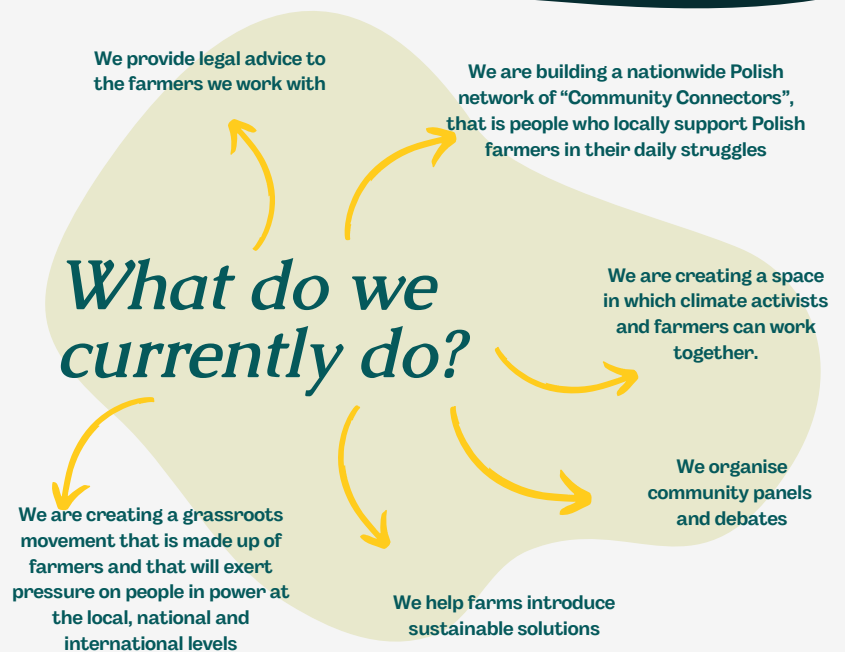 We provide legal advice to
the farmers we work with
We are building a nationwide Polish
network of “Community Connectors”,
that is people who locally support Polish
farmers in their daily struggles
What do we
currently do?
We are creating a space
in which climate activists
and farmers can work
together.
We organise
community panels
and debates
We are creating a grassroots
movement that is made up of
farmers and that will exert
pressure on people in power at
the local, national and
international levels
We help farms introduce
sustainable solutions